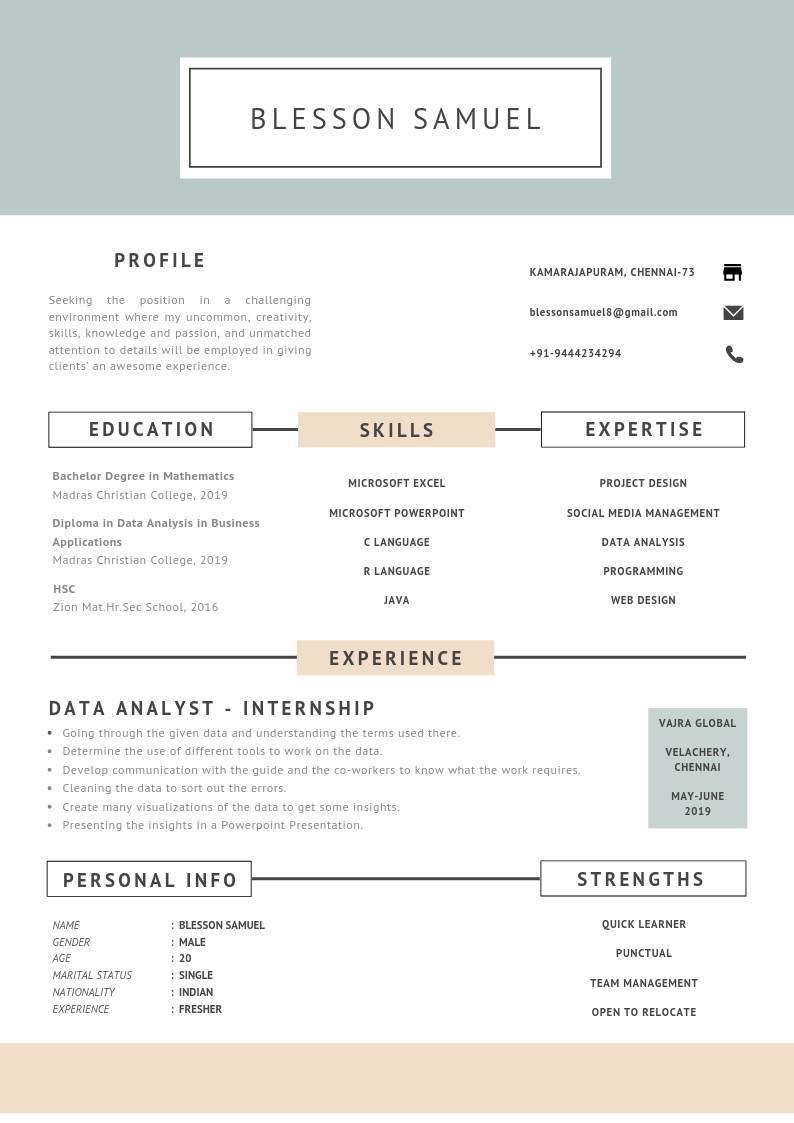 BLESSON SAMUEL
PROFILE
Seeking the position in a challenging
environment where my uncommon, creativity,
skills, knowledge and passion, and unmatched
attention to details will be employed in giving
clients' an awesome experience.
KAMARAJAPURAM, CHENNAI-73
blessonsamuel8@gmail.com
+91-9444234294
EDUCATION
Bachelor Degree in Mathematics
Madras Christian College, 2019
Diploma in Data Analysis in Business
Applications
Madras Christian College, 2019
HSC
Zion Mat.Hr.Sec School, 2016
SKILLS
MICROSOFT EXCEL
MICROSOFT POWERPOINT
C LANGUAGE
R LANGUAGE
JAVA
EXPERTISE
PROJECT DESIGN
SOCIAL MEDIA MANAGEMENT
DATA ANALYSIS
PROGRAMMING
WEB DESIGN
EXPERIENCE
DATA ANALYST - INTERNSHIP
• Going through the given data and understanding the terms used there.
• Determine the use of different tools to work on the data.
• Develop communication with the guide and the co-workers to know what the work requires.
• Cleaning the data to sort out the errors.
• Create many visualizations of the data to get some insights.
• Presenting the insights in a Powerpoint Presentation.
VAJRA GLOBAL
VELACHERY,
CHENNAI
MAY-JUNE
2019
PERSONAL INFO
NAME : BLESSON SAMUEL
GENDER : MALE
AGE : 20
MARITAL STATUS : SINGLE
NATIONALITY : INDIAN
EXPERIENCE : FRESHER
STRENGTHS
QUICK LEARNER
PUNCTUAL
TEAM MANAGEMENT
OPEN TO RELOCATE